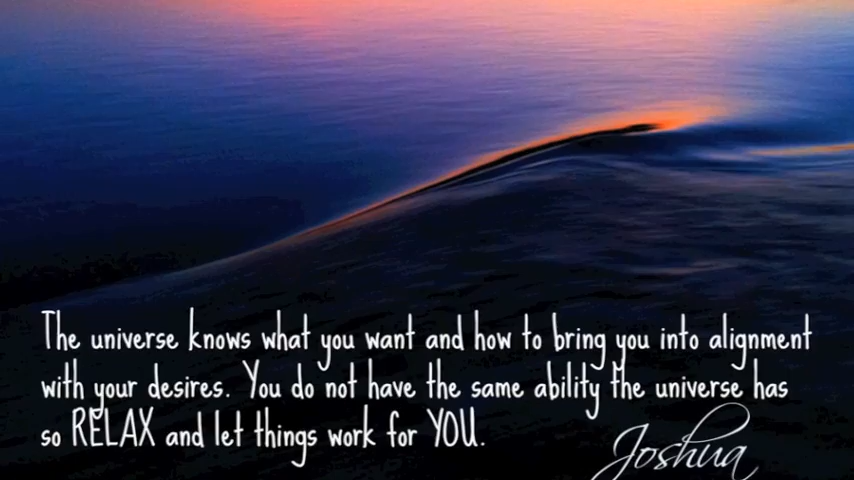 The universe knows what you want and how to bring you into alignment
with your desires. You do not have the same ability the universe has
so RELAX and let things work for YOU.
Joshua